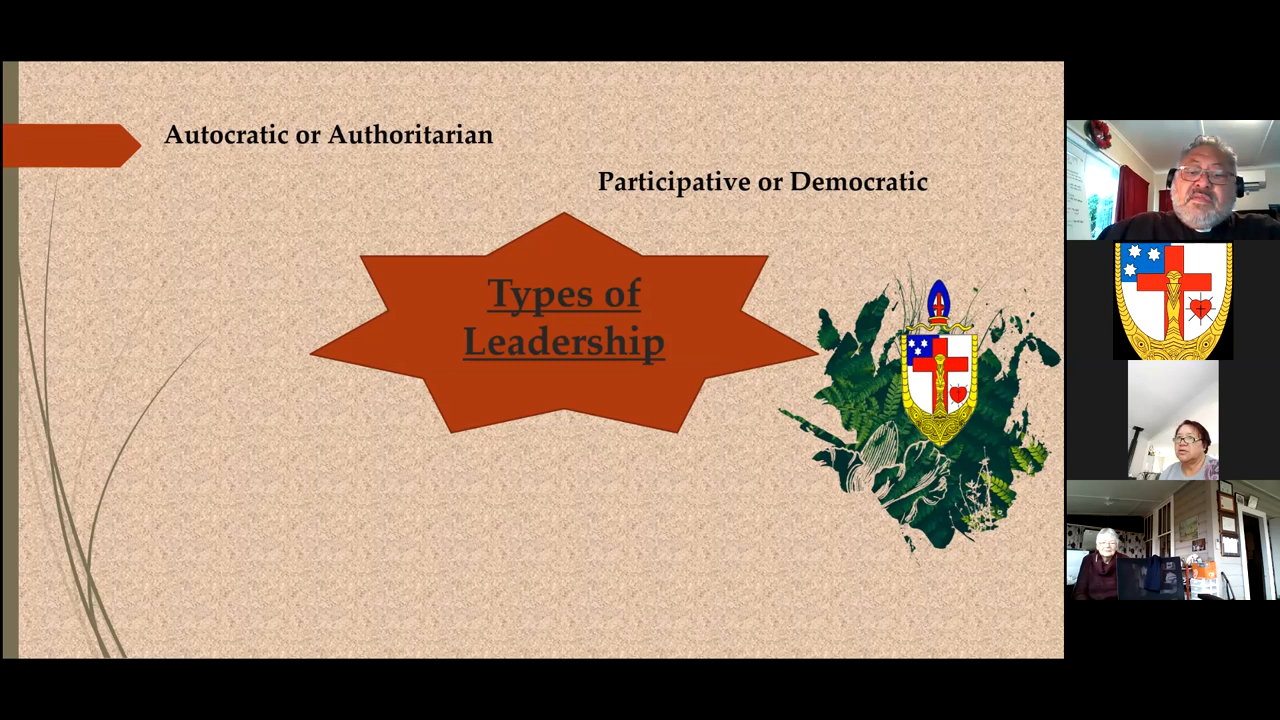 Autocratic or Authoritarian
Participative or Democratic
Types of
Leadership